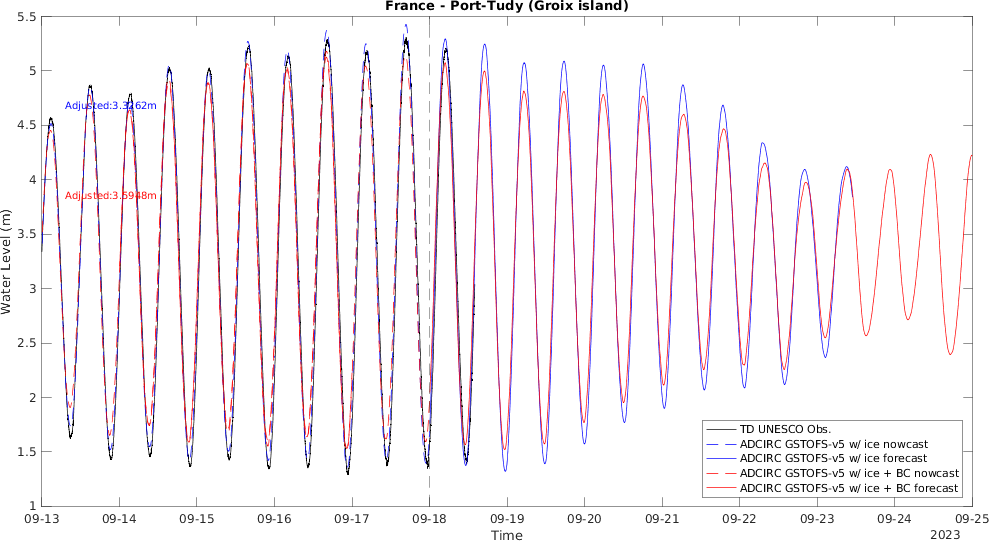 France - Port-Tudy (Groix island)
5.5
5
4.5
4
3.5
3
2.5
2
1.5
1
Water Level (m)
Adjusted:3.3262m
Adjusted:3.5948m
TD UNESCO Obs.
ADCIRC GSTOFS-v5 w/ ice nowcast
ADCIRC GSTOFS-v5 w/ ice forecast
ADCIRC GSTOFS-v5 w/ ice + BC nowcast
ADCIRC GSTOFS-v5 w/ ice + BC forecast
09-13 09-14 09-15 09-16 09-17 09-18 09-19 09-20 09-21 09-22 09-23 09-24 09-25
Time
2023